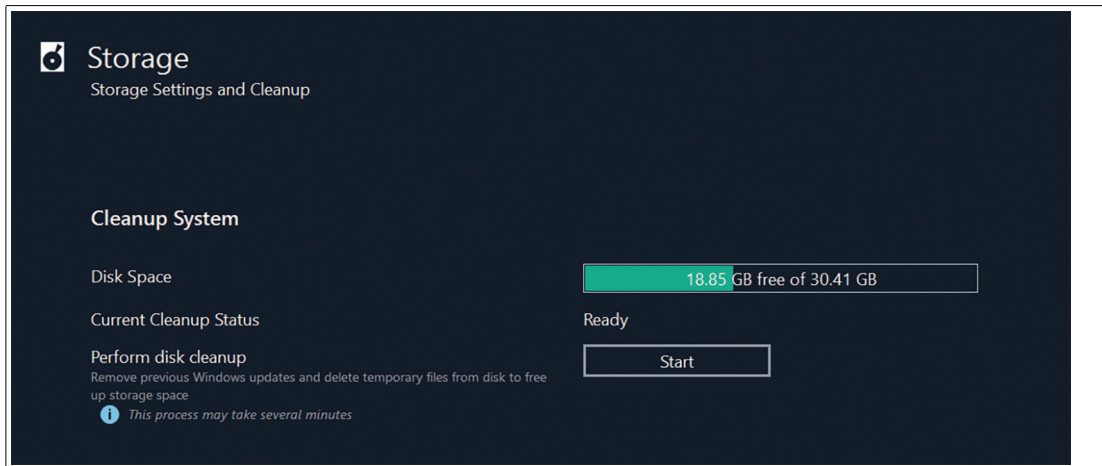 Storage
Storage Settings and Cleanup
Cleanup System
Disk Space
18.85 GB free of 30.41 GB
Current Cleanup Status
Ready
Perform disk cleanup
Start
Remove previous Windows updates and delete temporary files from disk to free
up storage space
This process may take several minutes